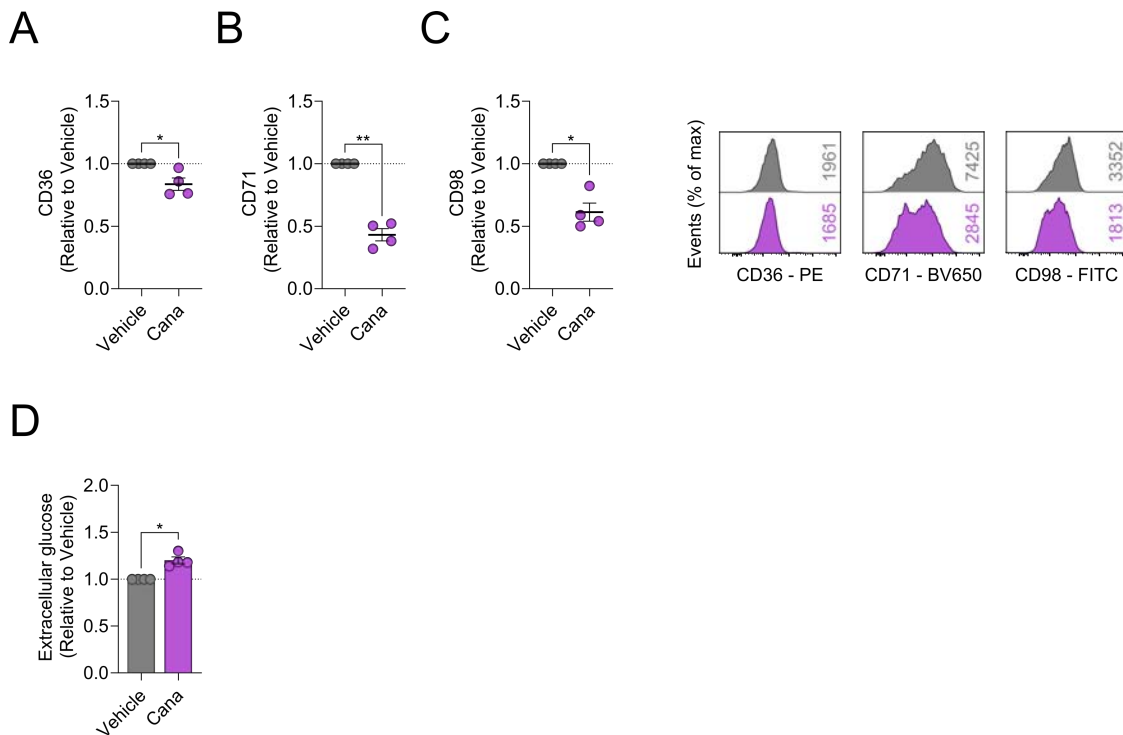 A
B
C
CD36
(Relative to Vehicle)
1.5
1.0
0.5
0.0
*
Vehicle
Cana
CD71
(Relative to Vehicle)
1.5
1.0
0.5
0.0
**
Vehicle
Cana
CD98
(Relative to Vehicle)
1.5
1.0
0.5
0.0
*
Vehicle
Cana
Events (% of max)
1961
1685
CD36 - PE
7425
2845
CD71 - BV650
3352
1813
CD98 - FITC
D
Extracellular glucose
(Relative to Vehicle)
2.0
1.5
1.0
0.5
0.0
*
Vehicle
Cana